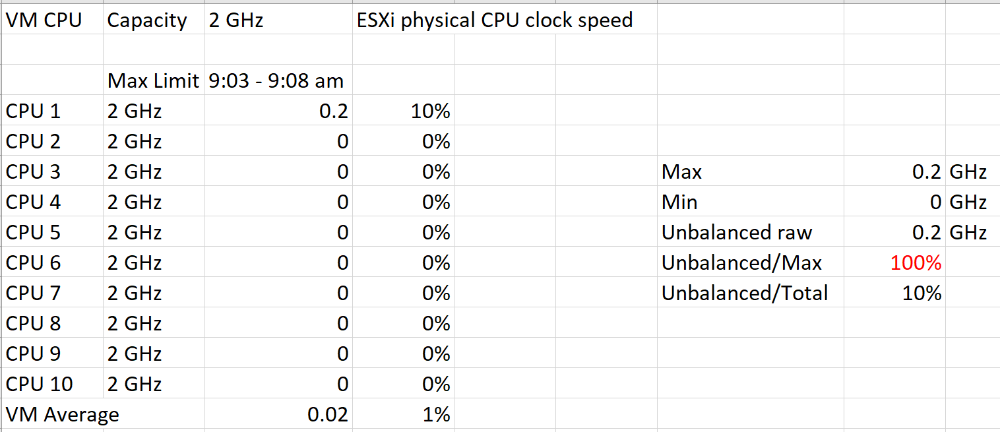 VM CPU Capacity 2 GHz ESXi physical CPU clock speed
Max Limit 9:03 - 9:08 am
CPU 1 2 GHz 0.2 10%
CPU 2 2 GHz 0 0%
CPU 3 2 GHz 0 0% Max 0.2 GHz
CPU 4 2 GHz 0 0% Min 0 GHz
CPU 5 2 GHz 0 0% Unbalanced raw 0.2 GHz
CPU 6 2 GHz 0 0% Unbalanced/Max 100%
CPU 7 2 GHz 0 0% Unbalanced/Total 10%
CPU 8 2 GHz 0 0%
CPU 9 2 GHz 0 0%
CPU 10 2 GHz 0 0%
VM Average 0.02 1%